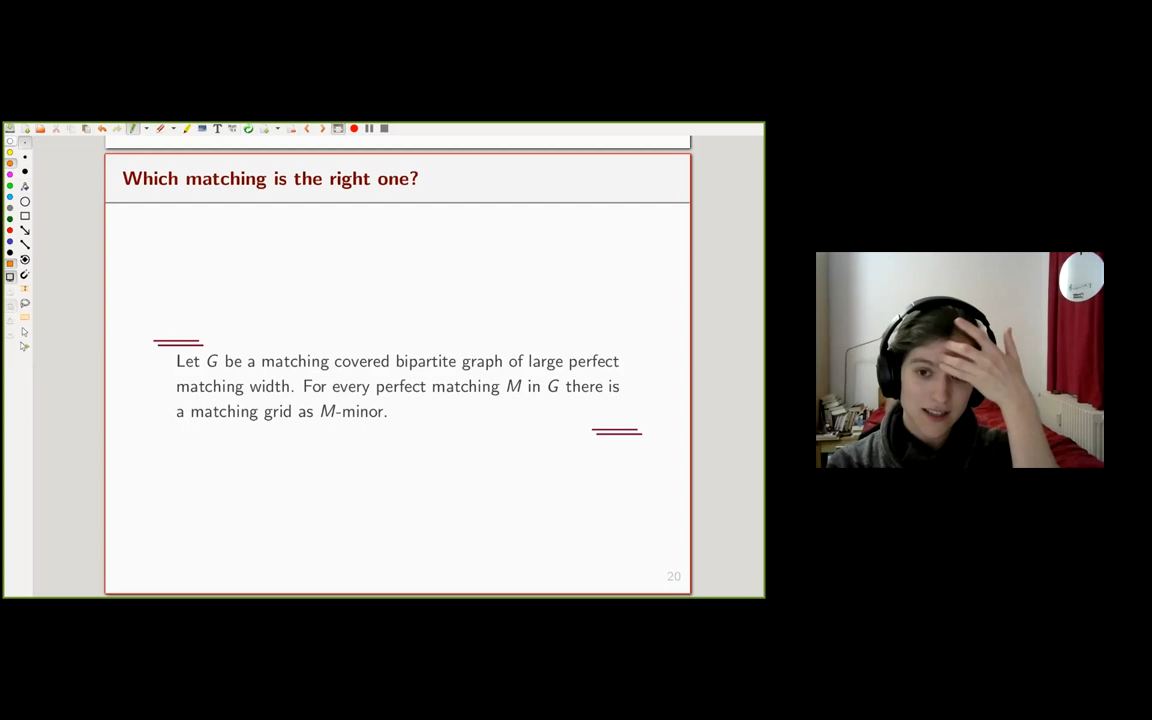 Which matching is the right one?
Let G be a matching covered bipartite graph of large perfect
matching width. For every perfect matching M in G there is
a matching grid as M-minor.
20